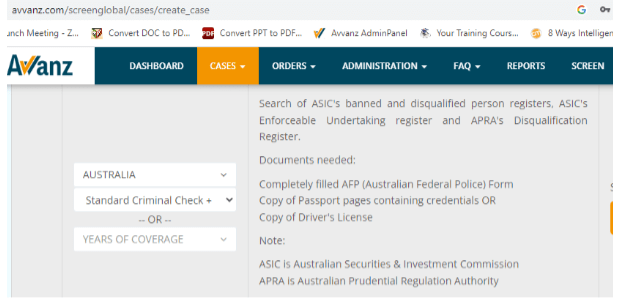 avvanz.com/screenglobal/cases/create_case
unch Meeting - Z... Convert DOC to PD... PDF Convert PPT to PDF... Avvanz AdminPanel Your Training Cours... 8 Ways Intelligen
Avvanz DASHBOARD CASES ORDERS ADMINISTRATION FAQ REPORTS SCREEN
Search of ASIC's banned and disqualified person registers, ASIC's
Enforceable Undertaking register and APRA's Disqualification
Register.
Documents needed:
AUSTRALIA
Completely filled AFP (Australian Federal Police) Form
Standard Criminal Check +
Copy of Passport pages containing credentials OR
-- OR --
Copy of Driver's License
YEARS OF COVERAGE
Note:
ASIC is Australian Securities & Investment Commission
APRA is Australian Prudential Regulation Authority